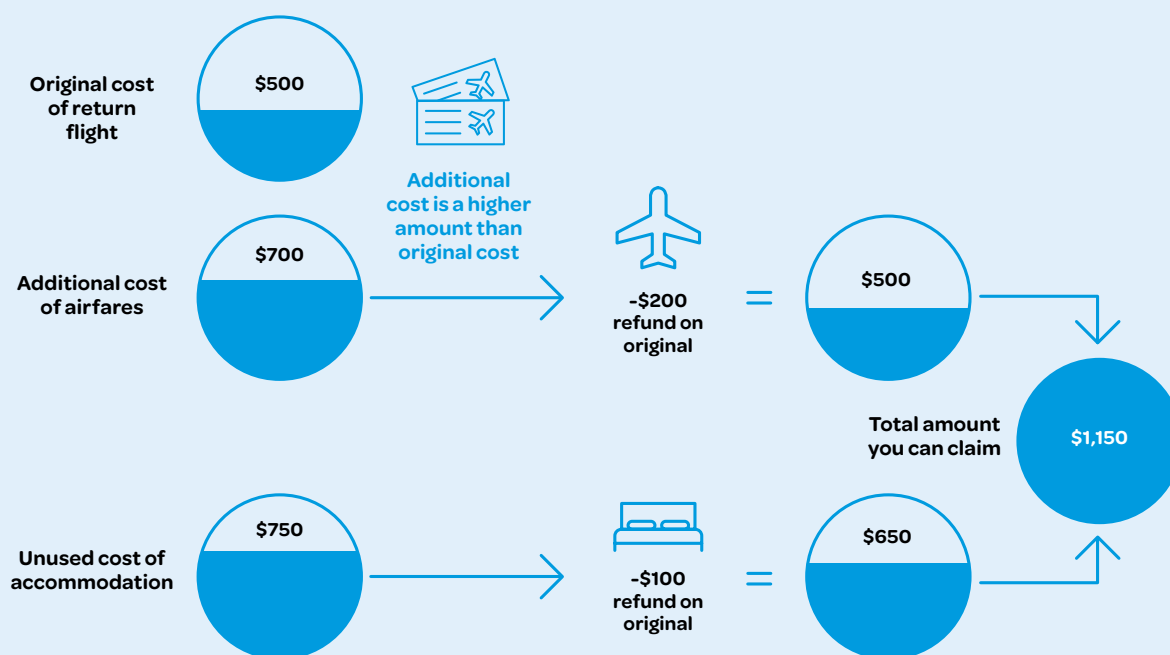 Original cost
of return
flight
$500
Additional
cost is a higher
amount than
original cost
Additional cost
of airfares
$700
-$200
refund on
original
=
$500
Total amount
you can claim
$1,150
Unused cost of
accommodation
$750
-$100
refund on
original
=
$650